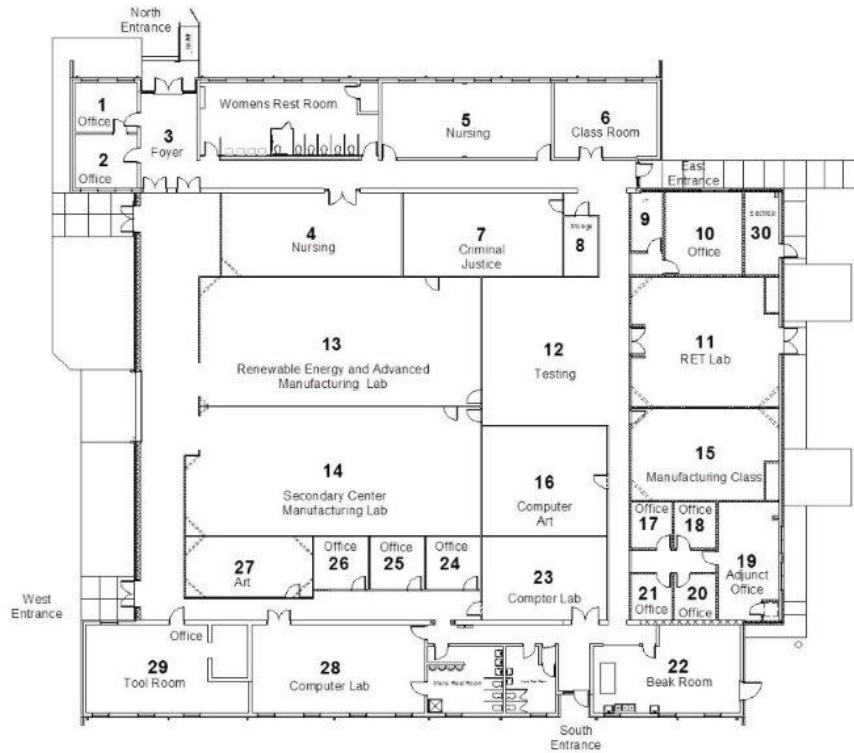 North
Entrance
1
Office
2
Office
3
Foyer
Womens Rest Room
5
Nursing
6
Class Room
East
Entrance
4
Nursing
7
Criminal
Justice
8
9
10
Office
30
13
Renewable Energy and Advanced
Manufacturing Lab
12
Testing
11
RET Lab
14
Secondary Center
Manufacturing Lab
16
Computer
Art
15
Manufacturing Class
Office
17
Office
18
19
Adjunct
Office
27
Art
Office
26
Office
25
Office
24
23
Compter Lab
21
Office
20
Office
West
Entrance
Office
29
Tool Room
28
Computer Lab
Mens Rest Room
22
Beak Room
South
Entrance